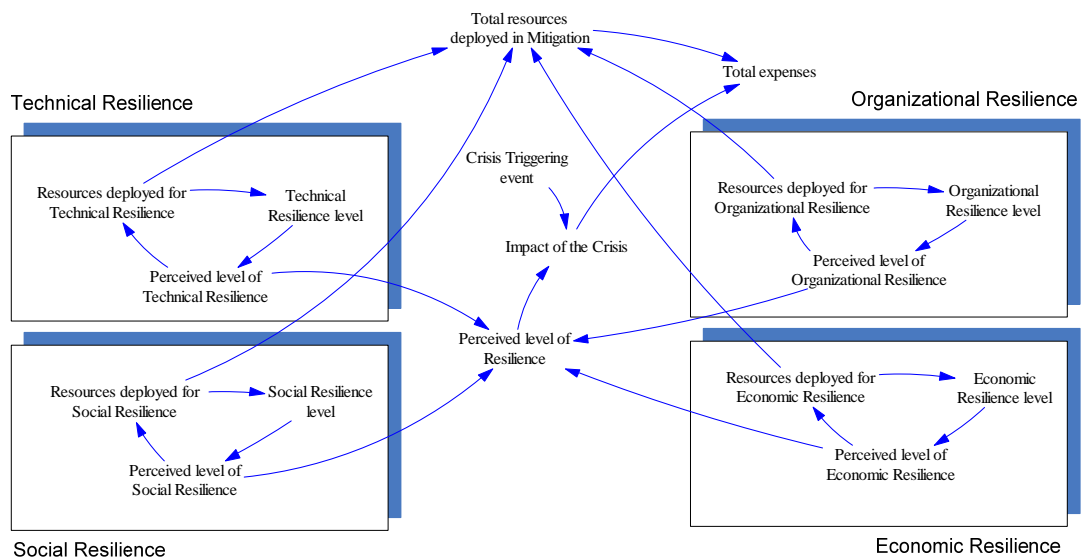 Total resources
deployed in Mitigation
Total expenses
Technical Resilience
Organizational Resilience
Crisis Triggering
event
Resources deployed for
Technical Resilience
Technical
Resilience level
Perceived level of
Technical Resilience
Impact of the Crisis
Resources deployed for
Organizational Resilience
Organizational
Resilience level
Perceived level of
Organizational Resilience
Perceived level of
Resilience
Resources deployed for
Social Resilience
Social Resilience
level
Perceived level of
Social Resilience
Resources deployed for
Economic Resilience
Economic
Resilience level
Perceived level of
Economic Resilience
Social Resilience
Economic Resilience